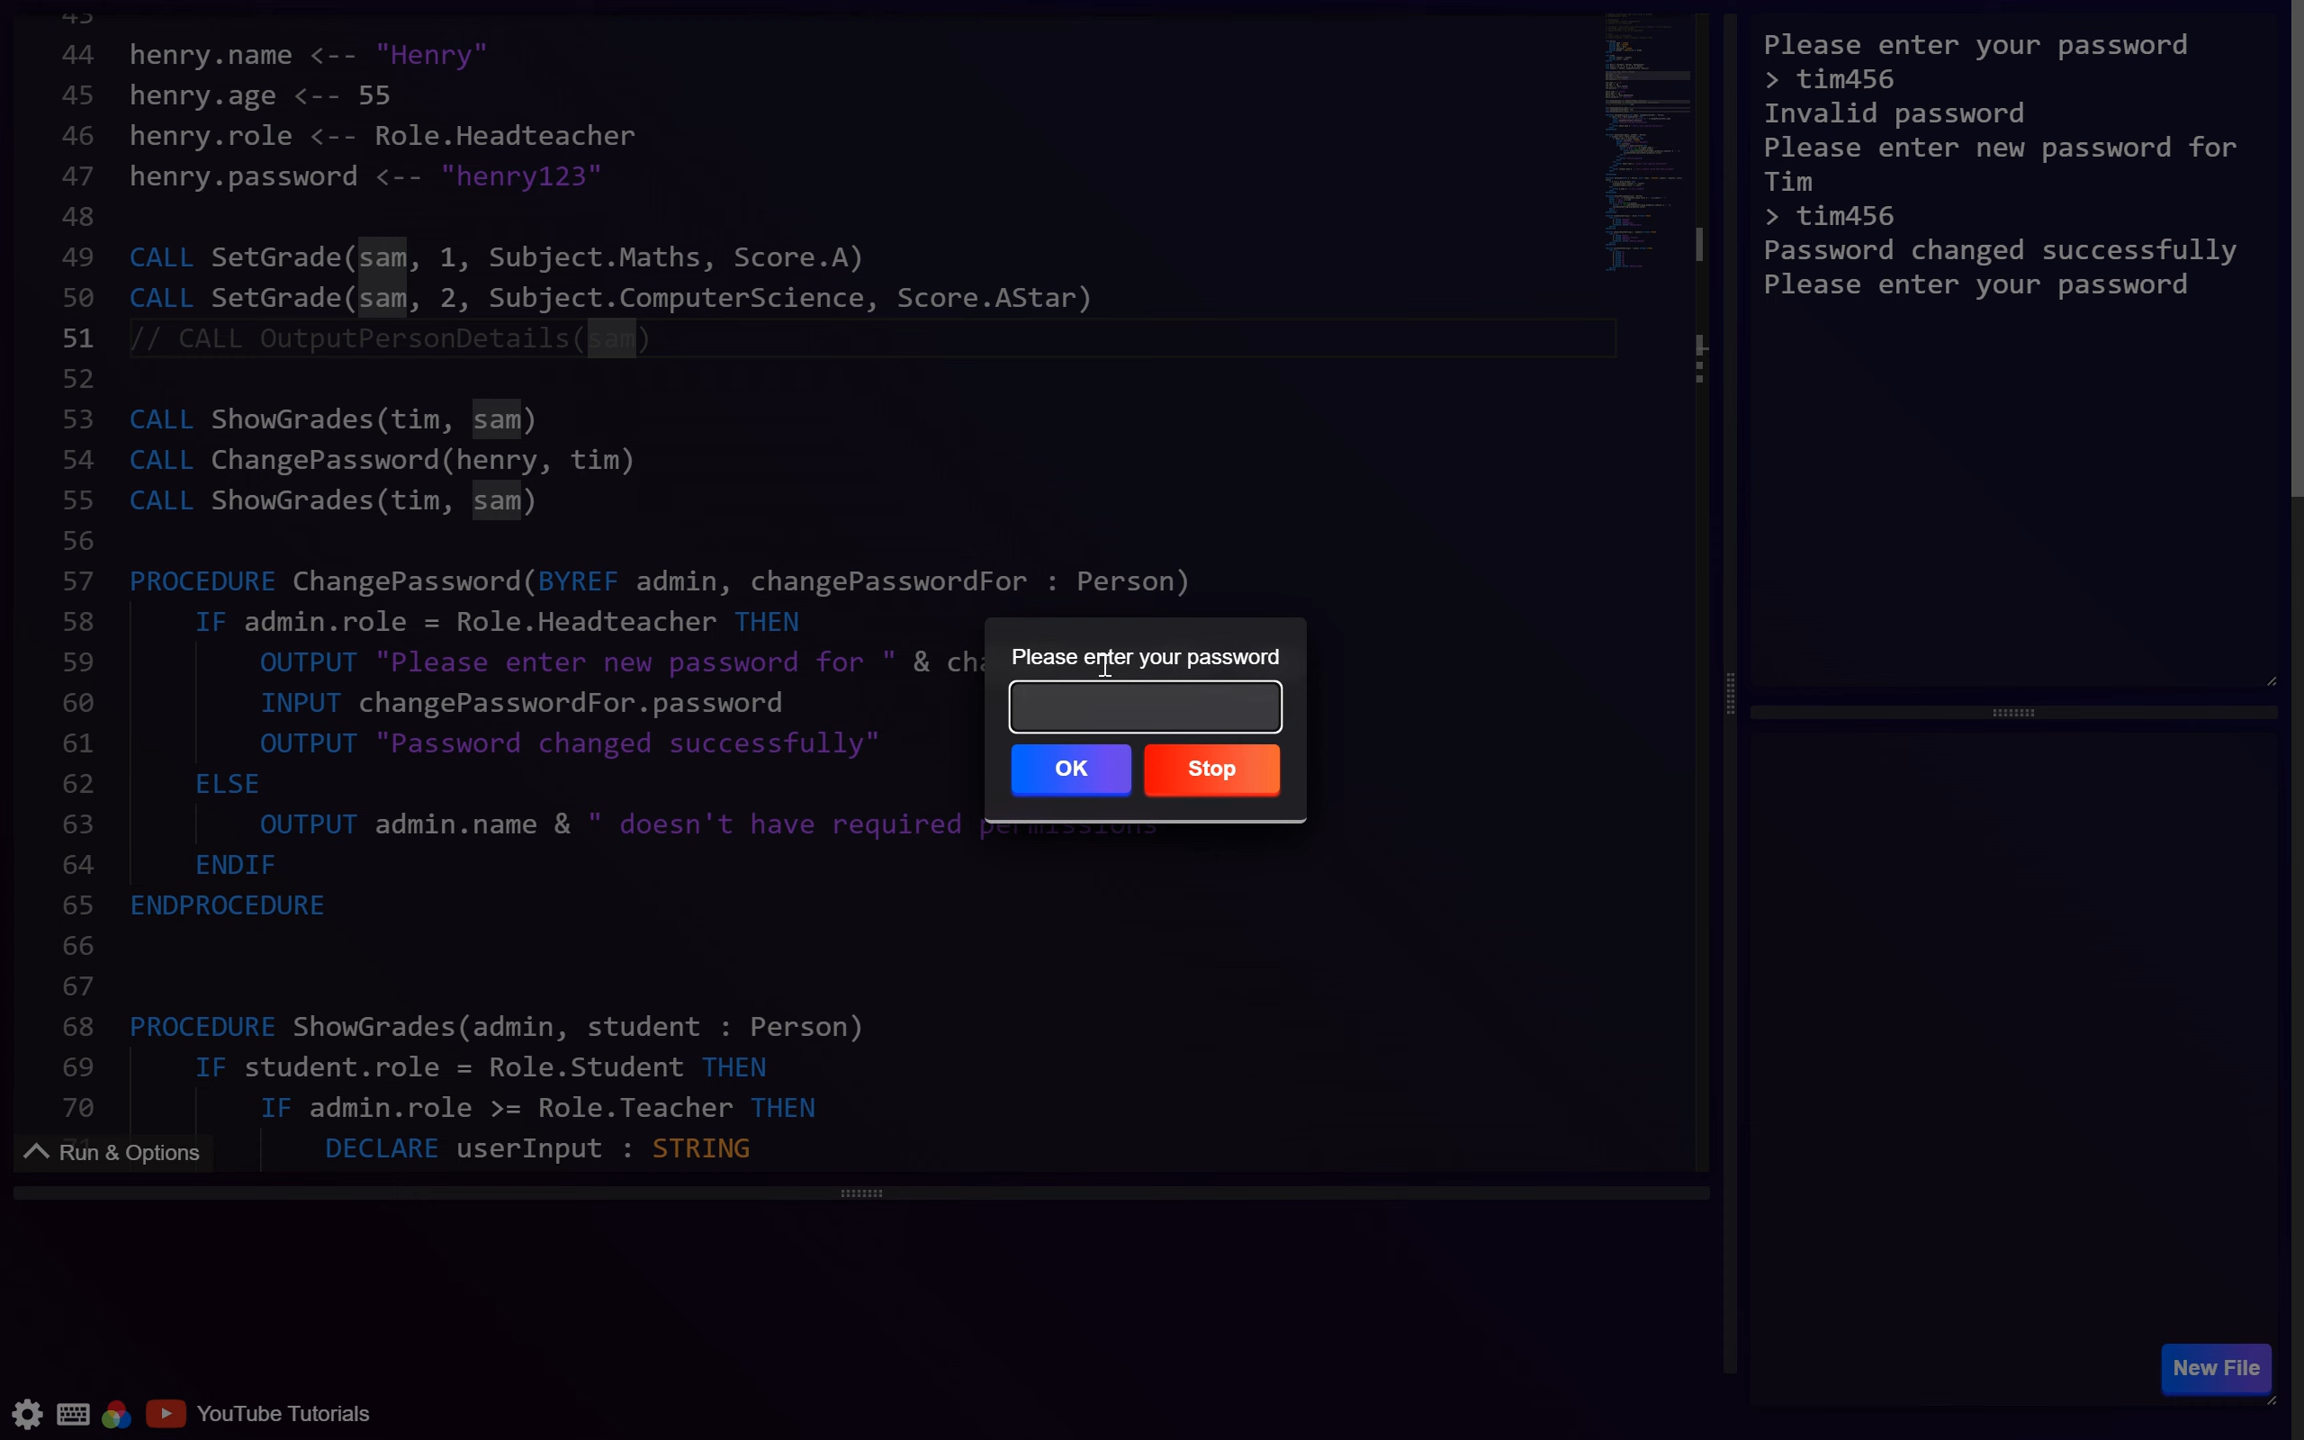 44 henry.name <-- "Henry"
45 henry.age <-- 55
46 henry.role <-- Role.Headteacher
47 henry.password <-- "henry123"
48
49 CALL SetGrade(sam, 1, Subject.Maths, Score.A)
50 CALL SetGrade(sam, 2, Subject.ComputerScience, Score.AStar)
51 // CALL OutputPersonDetails(sam)
52
53 CALL ShowGrades(tim, sam)
54 CALL ChangePassword(henry, tim)
55 CALL ShowGrades(tim, sam)
56
57 PROCEDURE ChangePassword(BYREF admin, changePasswordFor : Person)
58 IF admin.role = Role.Headteacher THEN
59 OUTPUT "Please enter new password for " & cha
60 INPUT changePasswordFor.password
61 OUTPUT "Password changed successfully"
62 ELSE
63 OUTPUT admin.name & " doesn't have required permissions
64 ENDIF
65 ENDPROCEDURE
66
67
68 PROCEDURE ShowGrades(admin, student : Person)
69 IF student.role = Role.Student THEN
70 IF admin.role >= Role.Teacher THEN
71 DECLARE userInput : STRING
Run & Options
Please enter your password
OK Stop
Please enter your password
> tim456
Invalid password
Please enter new password for
Tim
> tim456
Password changed successfully
Please enter your password
New File
YouTube Tutorials